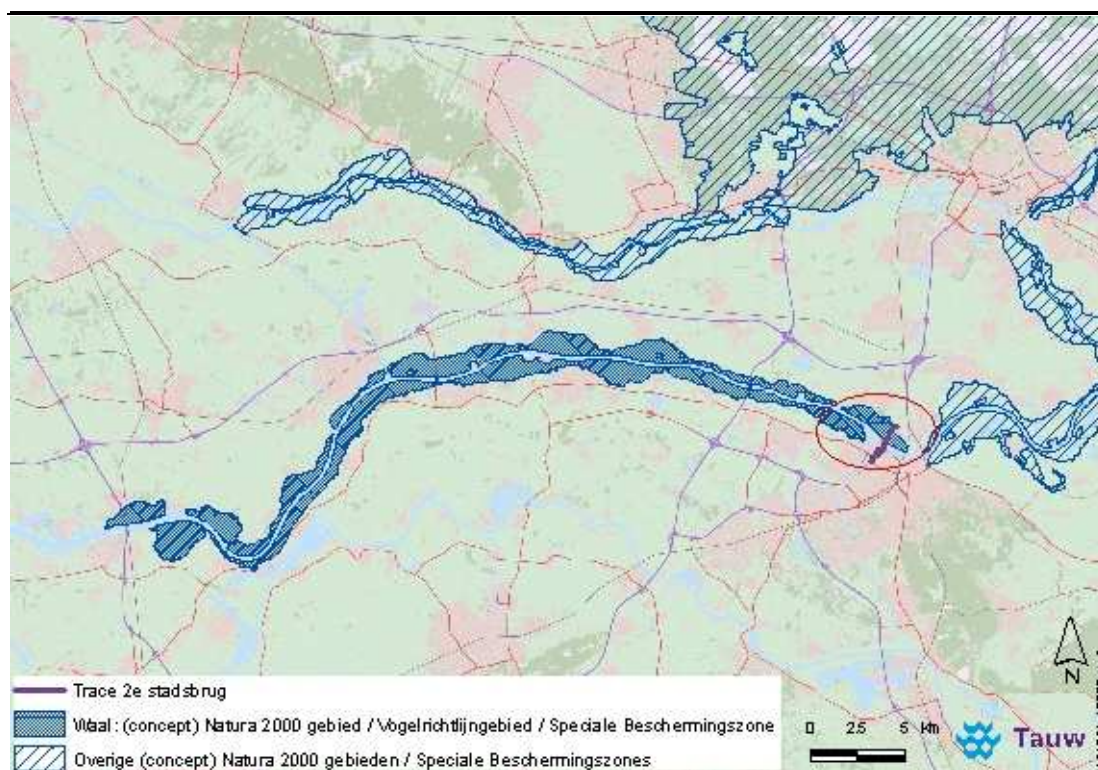 Trace 2e stadsbrug
Waal: (concept) Natura 2000 gebied / Vogelrichtlijngebied / Speciale Beschermingszone
Overige (concept) Natura 2000 gebieden / Speciale Beschermingszones
N
0 2.5 5 km
Tauw